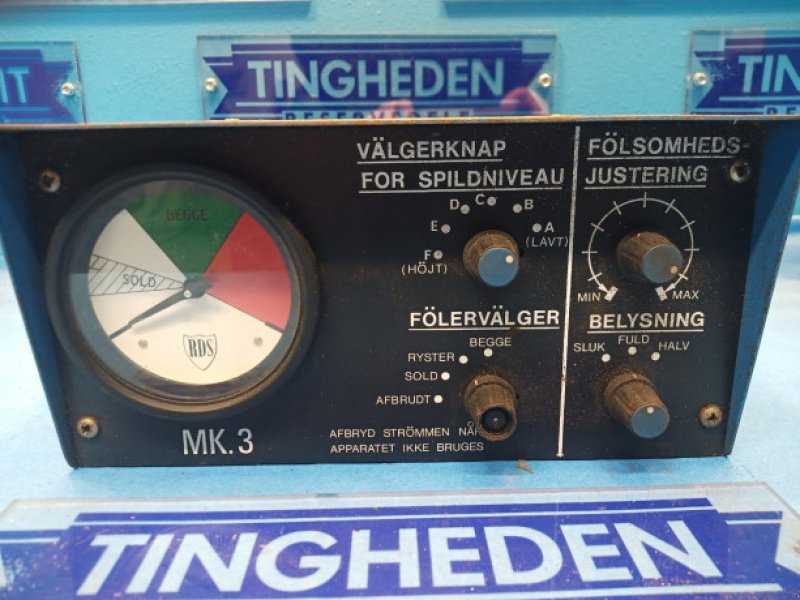 TINGHEDEN
VÄLGERKNAP
FOR SPILDNIVEAU
D C B
E A
(LAVT)
F
(HÖJT)
FÖLSOMHEDS-
JUSTERING
MIN MAX
BEGGE
SOLD
RDS
MK.3
FÖLERVÄLGER
BEGGE
RYSTER
SOLD
AFBRUDT
AFBRYD STRÖMMEN NÅR
APPARATET IKKE BRUGES
BELYSNING
FULD
SLUK HALV
TINGHEDEN